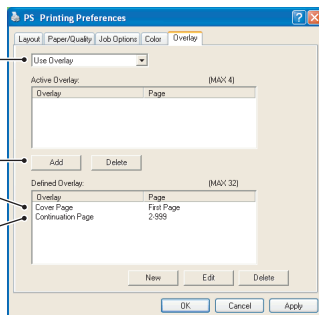 PS Printing Preferences
Layout Paper/Quality Job Options Color Overlay
Use Overlay
Active Overlay: (MAX 4)
Overlay Page
Add Delete
Defined Overlay: (MAX 32)
Overlay Page
Cover Page First Page
Continuation Page 2-999
New Edit Delete
OK Cancel Apply